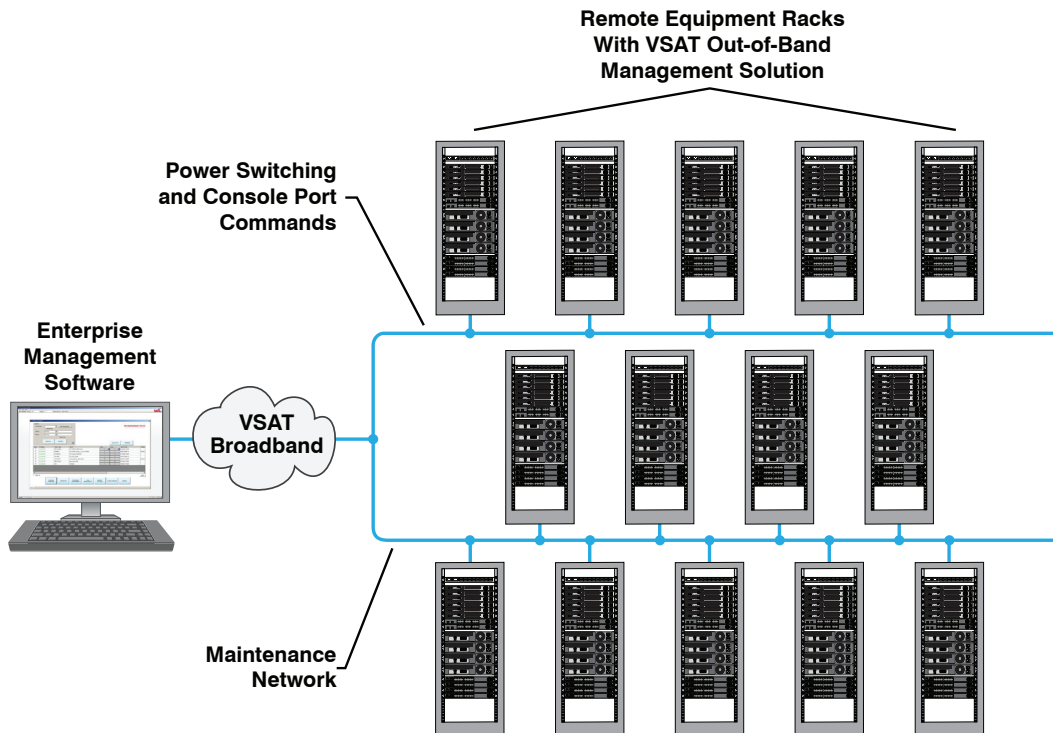 Remote Equipment Racks
With VSAT Out-of-Band
Management Solution
Power Switching
and Console Port
Commands
Enterprise
Management
Software
VSAT
Broadband
Maintenance
Network